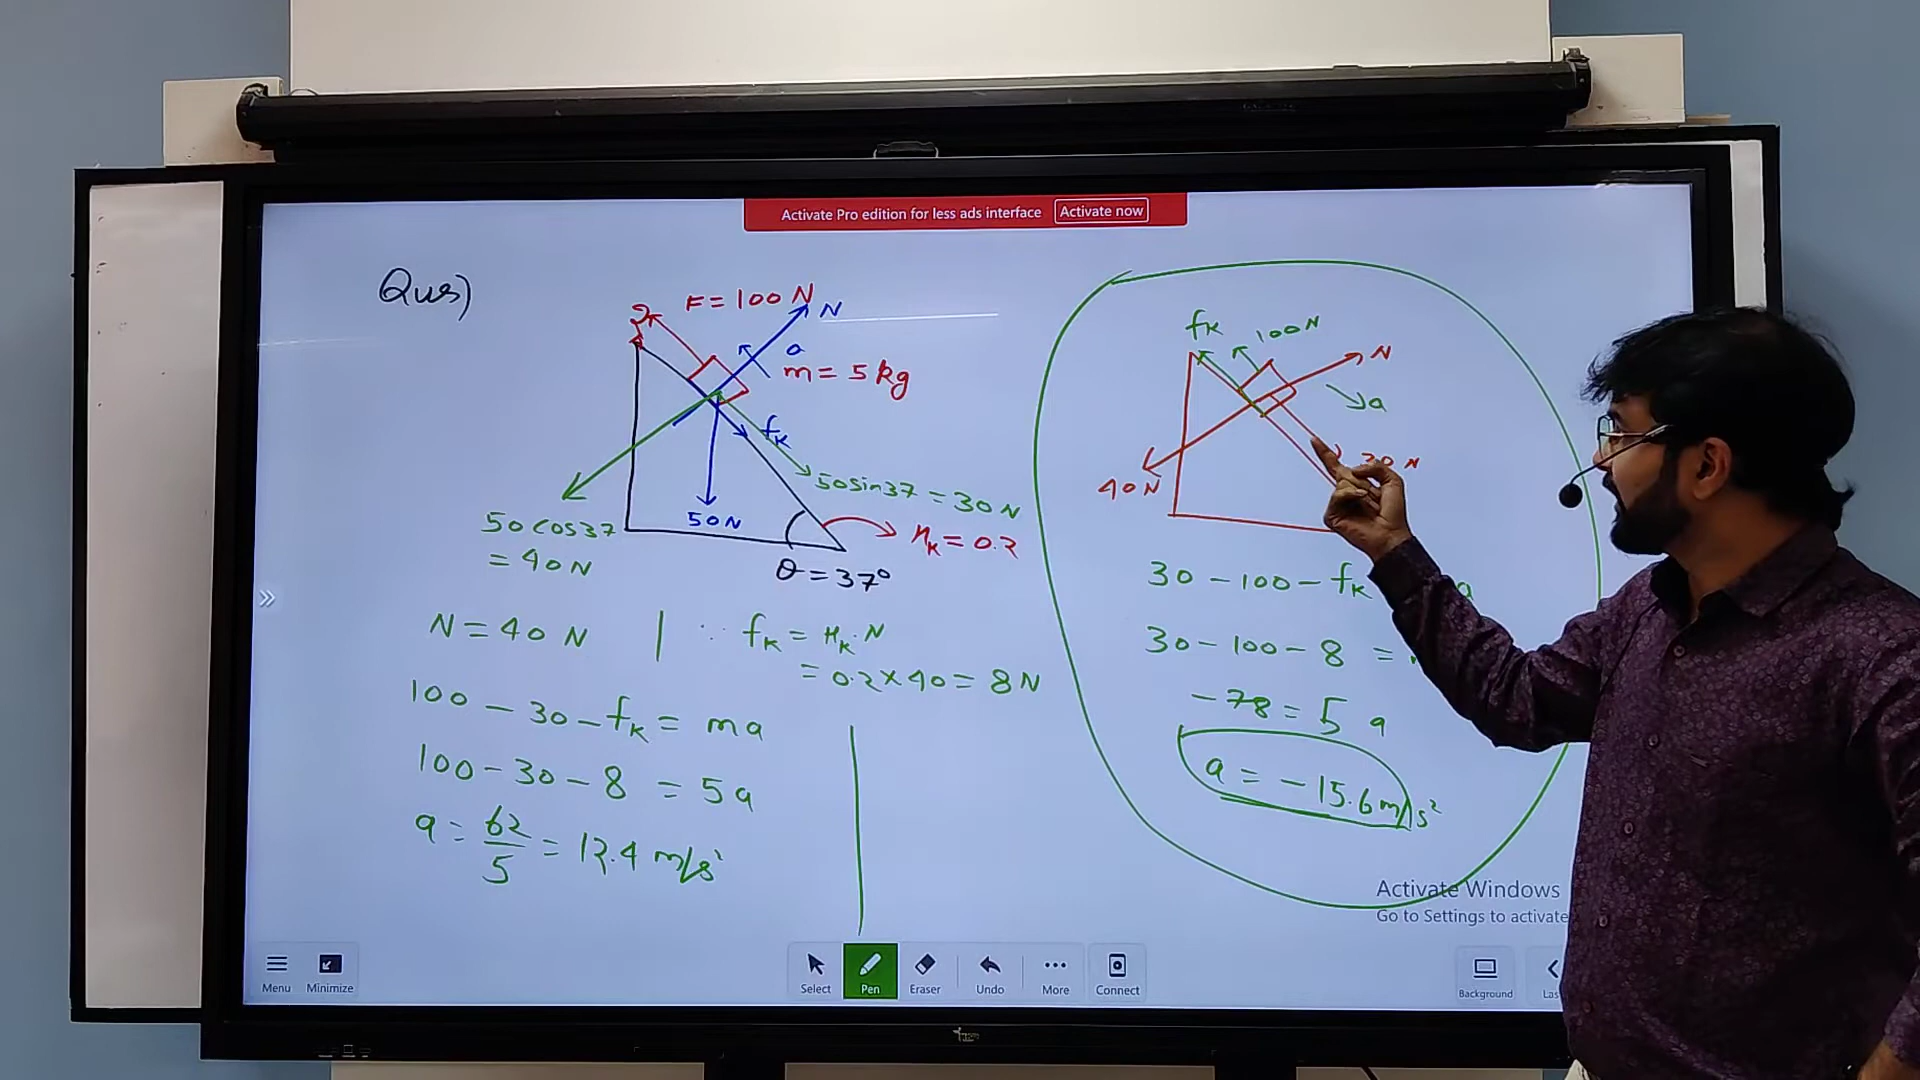 Activate Pro edition for less ads interface Activate now
Ques)
F = 100 N
N
a
m = 5 kg
fK
50 sin37 = 30 N
50 cos37
= 40 N
50 N
μK = 0.2
θ = 37°
N = 40 N
∵ fK = μK.N
= 0.2×40 = 8 N
100 - 30 - fK = ma
100 - 30 - 8 = 5a
a = 62/5 = 12.4 m/s²
fK
100 N
N
a
30 N
40 N
30 - 100 - fK a
30 - 100 - 8 =
-78 = 5 a
a = -15.6 m/s²
Activate Windows
Go to Settings to activate
Menu
Minimize
Select
Pen
Eraser
Undo
More
Connect
Background